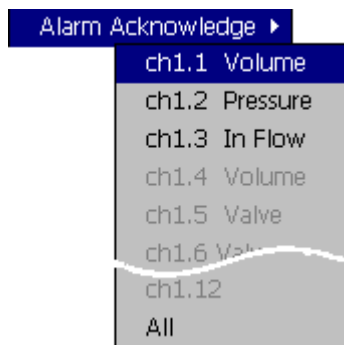 Alarm Acknowledge ▸
ch1.1 Volume
ch1.2 Pressure
ch1.3 In Flow
ch1.4 Volume
ch1.5 Valve
ch1.6
ch1.12
All